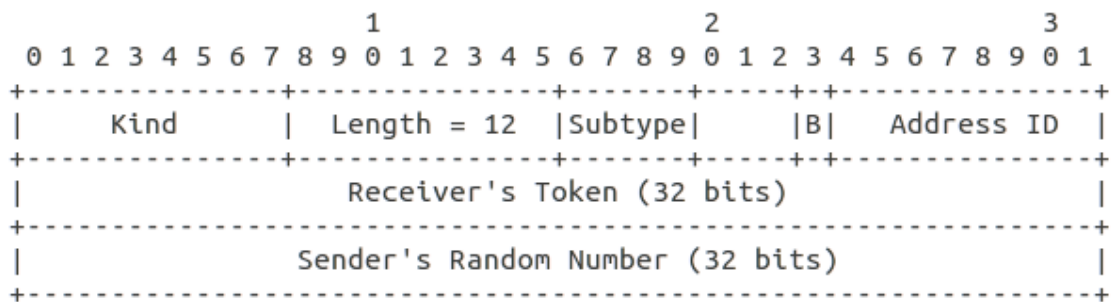 1                   2                   3
 0 1 2 3 4 5 6 7 8 9 0 1 2 3 4 5 6 7 8 9 0 1 2 3 4 5 6 7 8 9 0 1
+---------------+---------------+-------+-----+-+---------------+
|     Kind      |  Length = 12  |Subtype|     |B|   Address ID  |
+---------------+---------------+-------+-----+-+---------------+
|                   Receiver's Token (32 bits)                  |
+---------------------------------------------------------------+
|                Sender's Random Number (32 bits)               |
+---------------------------------------------------------------+